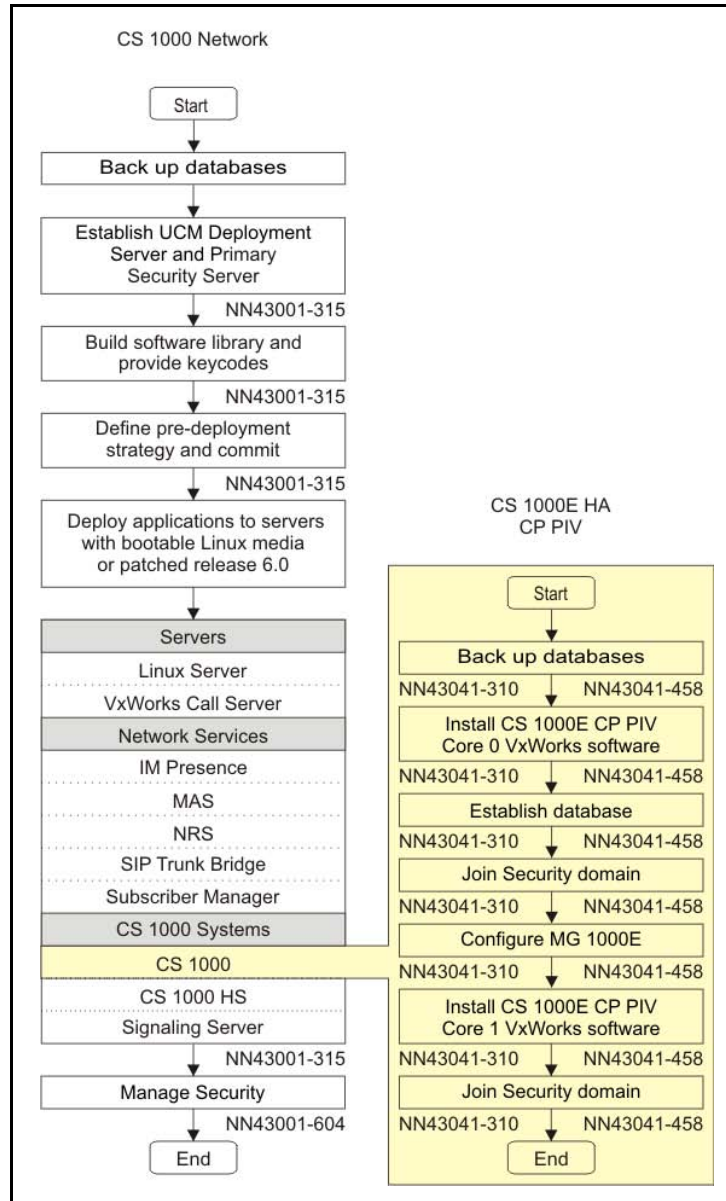 CS 1000 Network
Start
Back up databases
Establish UCM Deployment
Server and Primary
Security Server
NN43001-315
Build software library and
provide keycodes
NN43001-315
Define pre-deployment
strategy and commit
NN43001-315
Deploy applications to servers
with bootable Linux media
or patched release 6.0
Servers
Linux Server
VxWorks Call Server
Network Services
IM Presence
MAS
NRS
SIP Trunk Bridge
Subscriber Manager
CS 1000 Systems
CS 1000
CS 1000 HS
Signaling Server
NN43001-315
Manage Security
NN43001-604
End
CS 1000E HA
CP PIV
Start
Back up databases
NN43041-310 NN43041-458
Install CS 1000E CP PIV
Core 0 VxWorks software
NN43041-310 NN43041-458
Establish database
NN43041-310 NN43041-458
Join Security domain
NN43041-310 NN43041-458
Configure MG 1000E
NN43041-310 NN43041-458
Install CS 1000E CP PIV
Core 1 VxWorks software
NN43041-310 NN43041-458
Join Security domain
NN43041-310 NN43041-458
End